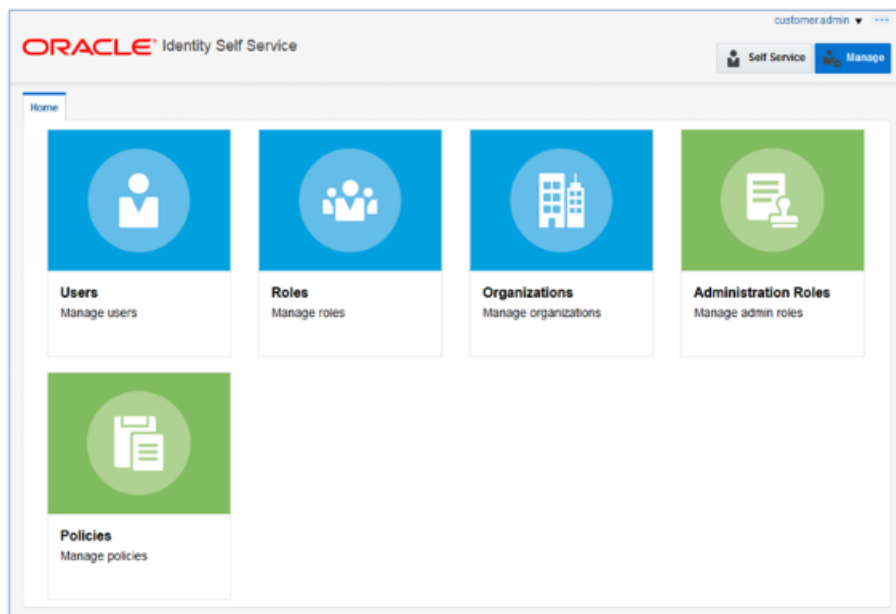 customer.admin
ORACLE® Identity Self Service
Self Service
Manage
Home
Users
Manage users
Roles
Manage roles
Organizations
Manage organizations
Administration Roles
Manage admin roles
Policies
Manage policies